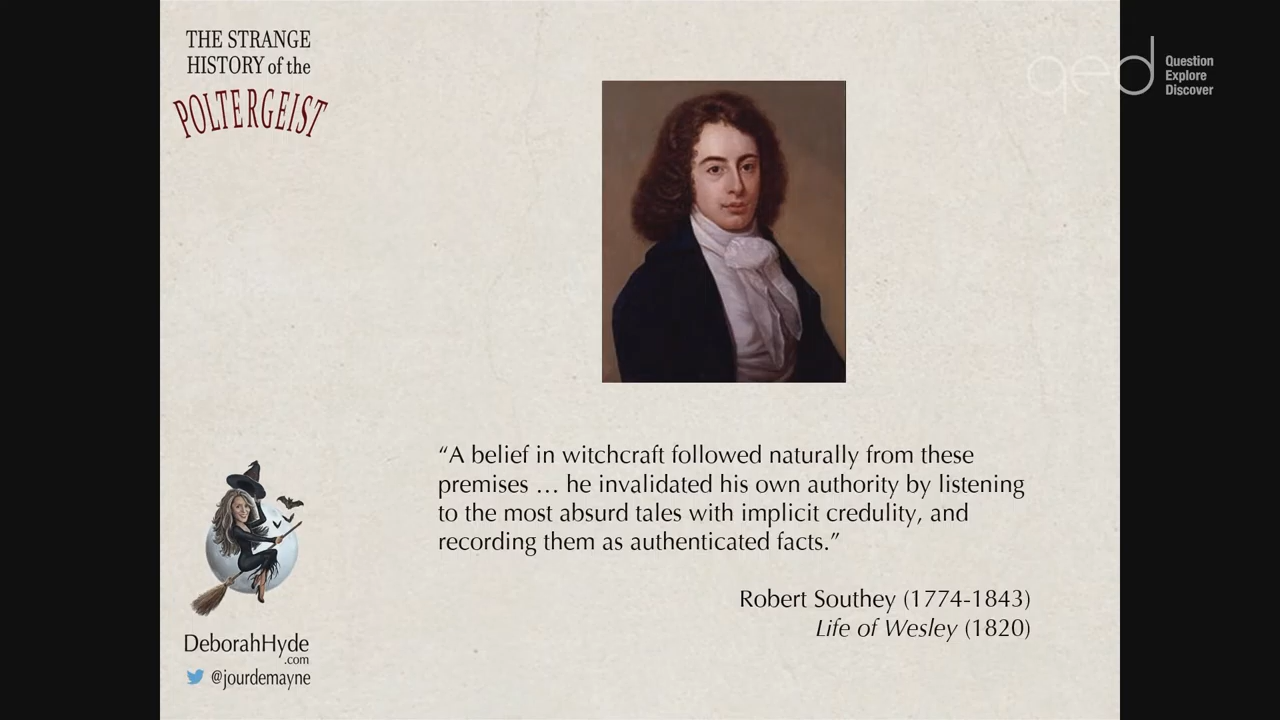 THE STRANGE
HISTORY of the
POLTERGEIST
qed
Question
Explore
Discover
“A belief in witchcraft followed naturally from these
premises … he invalidated his own authority by listening
to the most absurd tales with implicit credulity, and
recording them as authenticated facts.”
Robert Southey (1774-1843)
Life of Wesley (1820)
DeborahHyde
.com
@jourdemayne